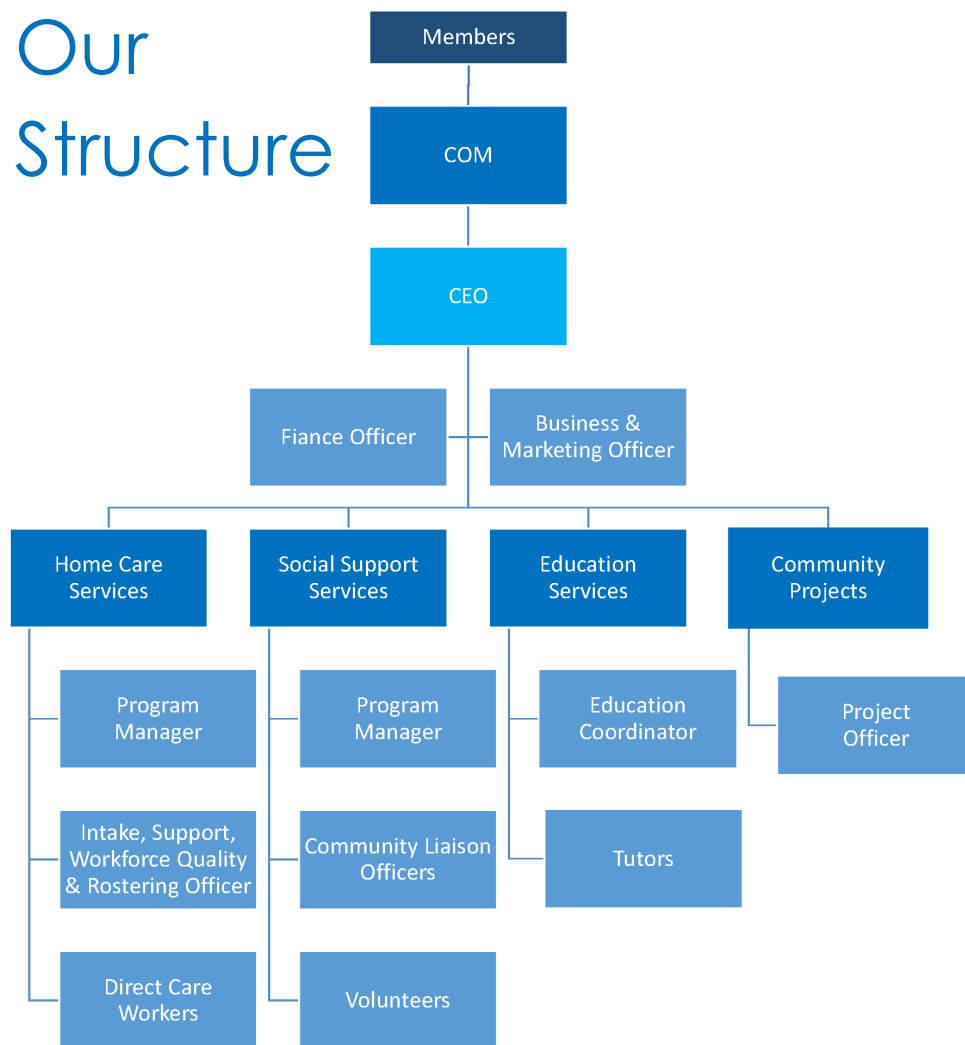 Our
Structure
Members
COM
CEO
Fiance Officer
Business &
Marketing Officer
Home Care
Services
Social Support
Services
Education
Services
Community
Projects
Program
Manager
Program
Manager
Education
Coordinator
Project
Officer
Intake, Support,
Workforce Quality
& Rostering Officer
Community Liaison
Officers
Tutors
Direct Care
Workers
Volunteers